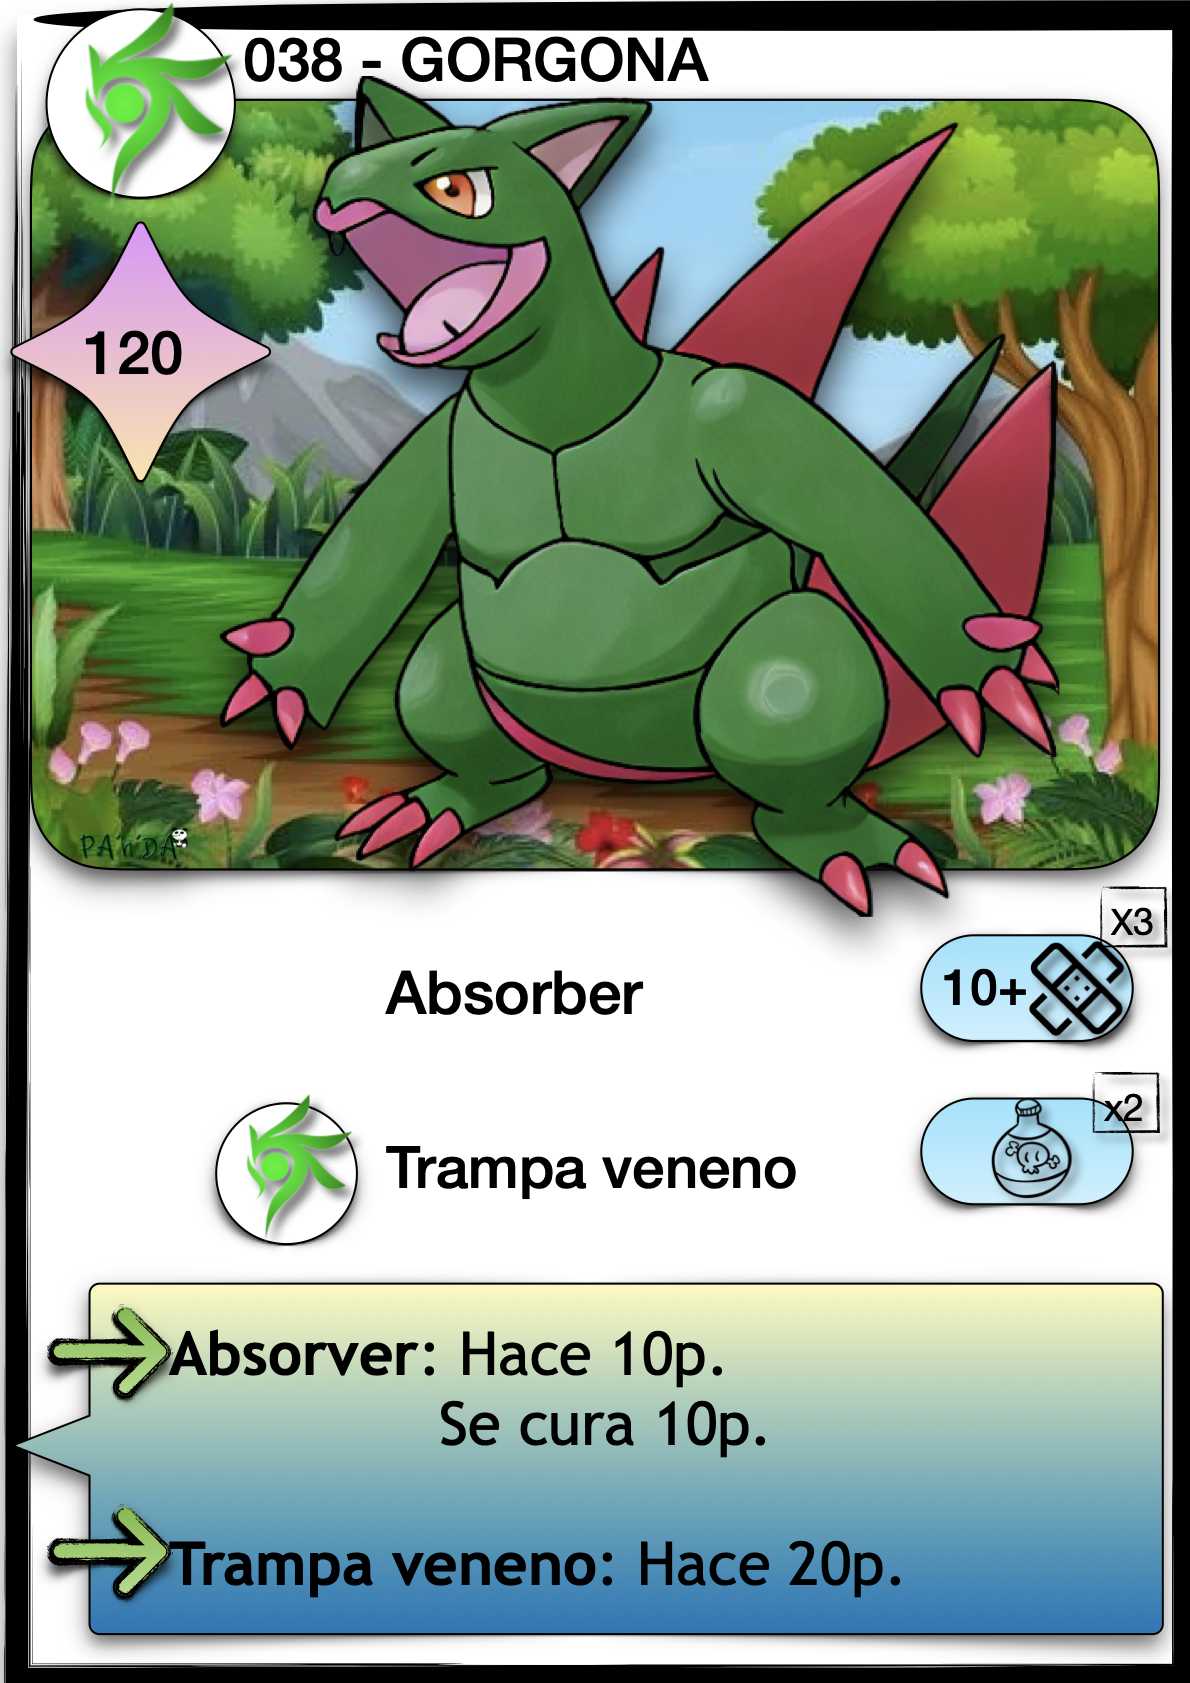 038 - GORGONA
120
PANDA
Absorber
10+
X3
Trampa veneno
x2
Absorver: Hace 10p.
Se cura 10p.
Trampa veneno: Hace 20p.